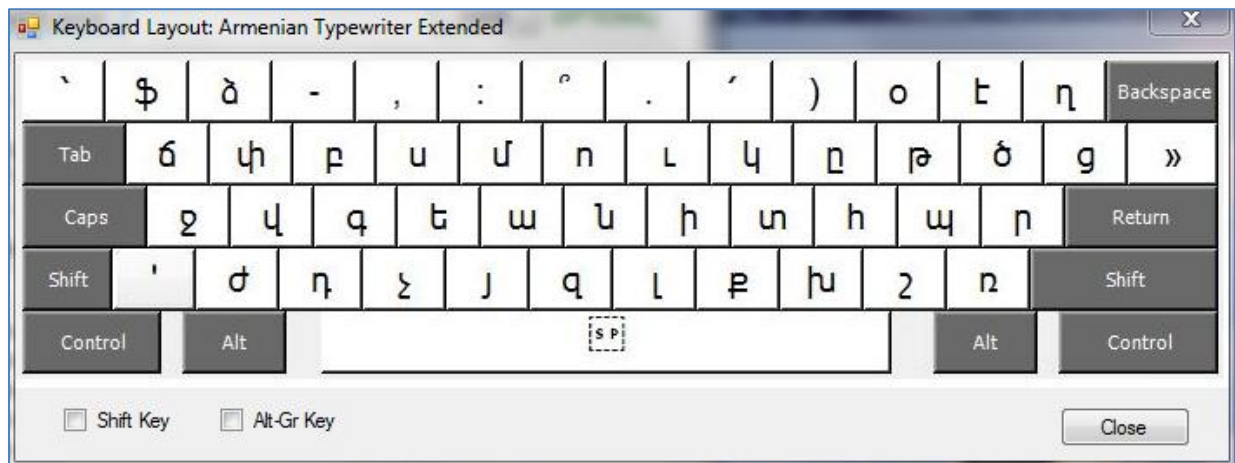 Keyboard Layout: Armenian Typewriter Extended X
՝ ֆ ձ - , : ՞ . ՛ ) օ է ղ Backspace
Tab ճ փ բ ս մ ո ւ կ ը թ ծ ց »
Caps ջ վ գ ե ա ն ի տ հ պ ր Return
Shift ' ժ դ չ յ զ լ ք խ շ ռ Shift
Control Alt SP Alt Control
Shift Key Alt-Gr Key Close